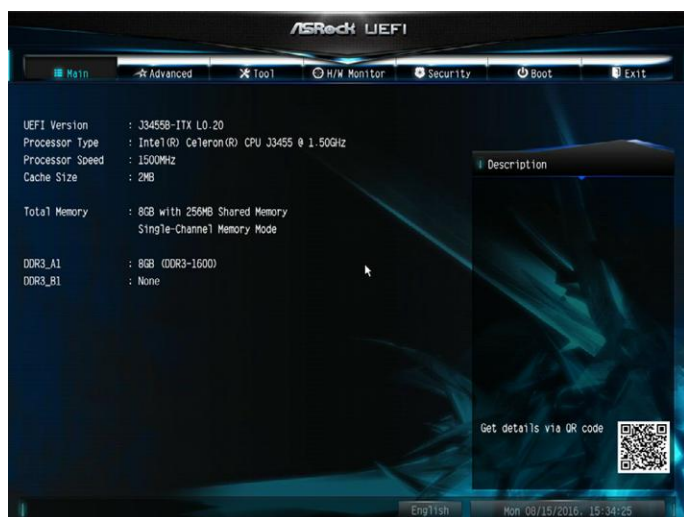 ASRock UEFI
Main Advanced Tool H/W Monitor Security Boot Exit
UEFI Version : J3455B-ITX L0.20
Processor Type : Intel(R) Celeron(R) CPU J3455 @ 1.50GHz
Processor Speed : 1500MHz
Cache Size : 2MB
Total Memory : 8GB with 256MB Shared Memory
Single-Channel Memory Mode
DDR3_A1 : 8GB (DDR3-1600)
DDR3_B1 : None
Description
Get details via QR code
English Mon 08/15/2016. 15:34:25